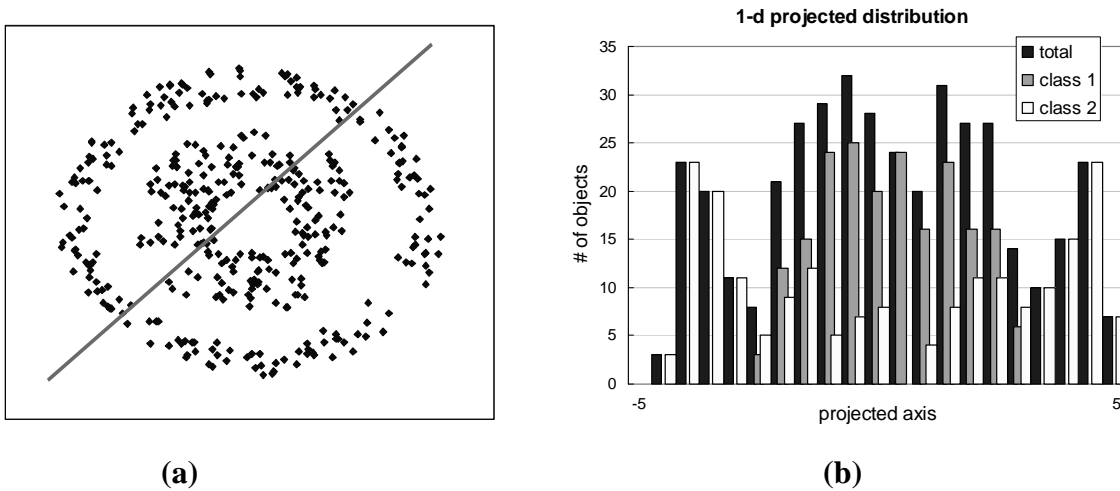 1-d projected distribution
35
30
25
20
15
10
5
0
# of objects
total
class 1
class 2
-5
5
projected axis
(a)
(b)